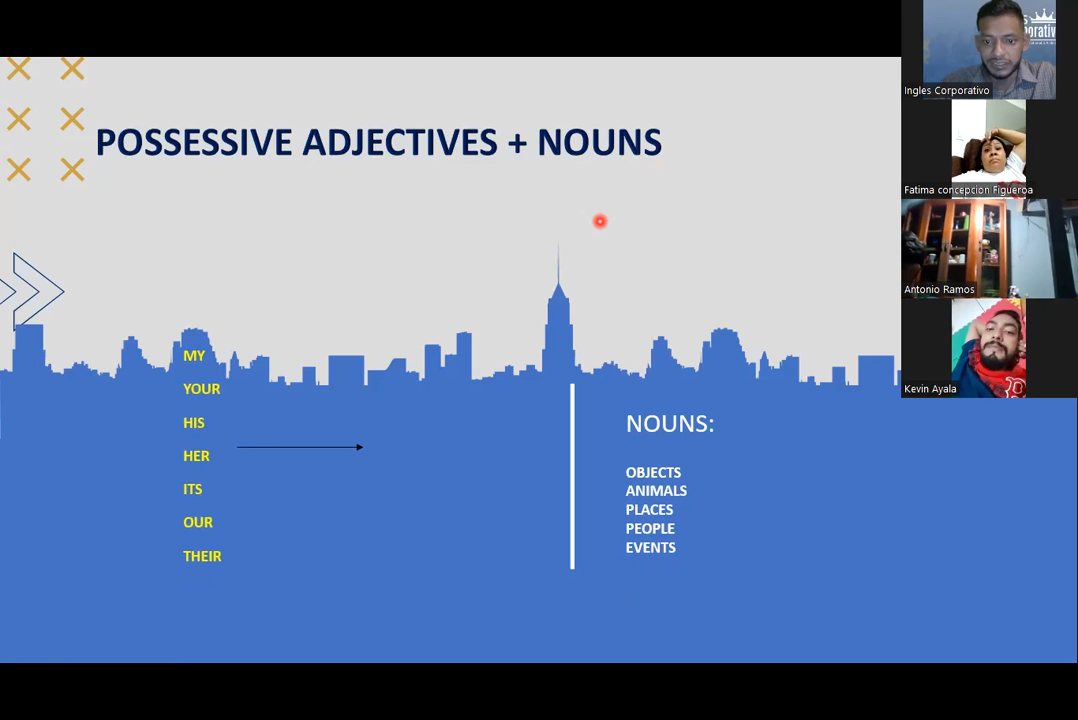 POSSESSIVE ADJECTIVES + NOUNS
MY
YOUR
HIS
HER
ITS
OUR
THEIR
NOUNS:
OBJECTS
ANIMALS
PLACES
PEOPLE
EVENTS
Ingles Corporativo
Fatima concepcion Figueroa
Antonio Ramos
Kevin Ayala